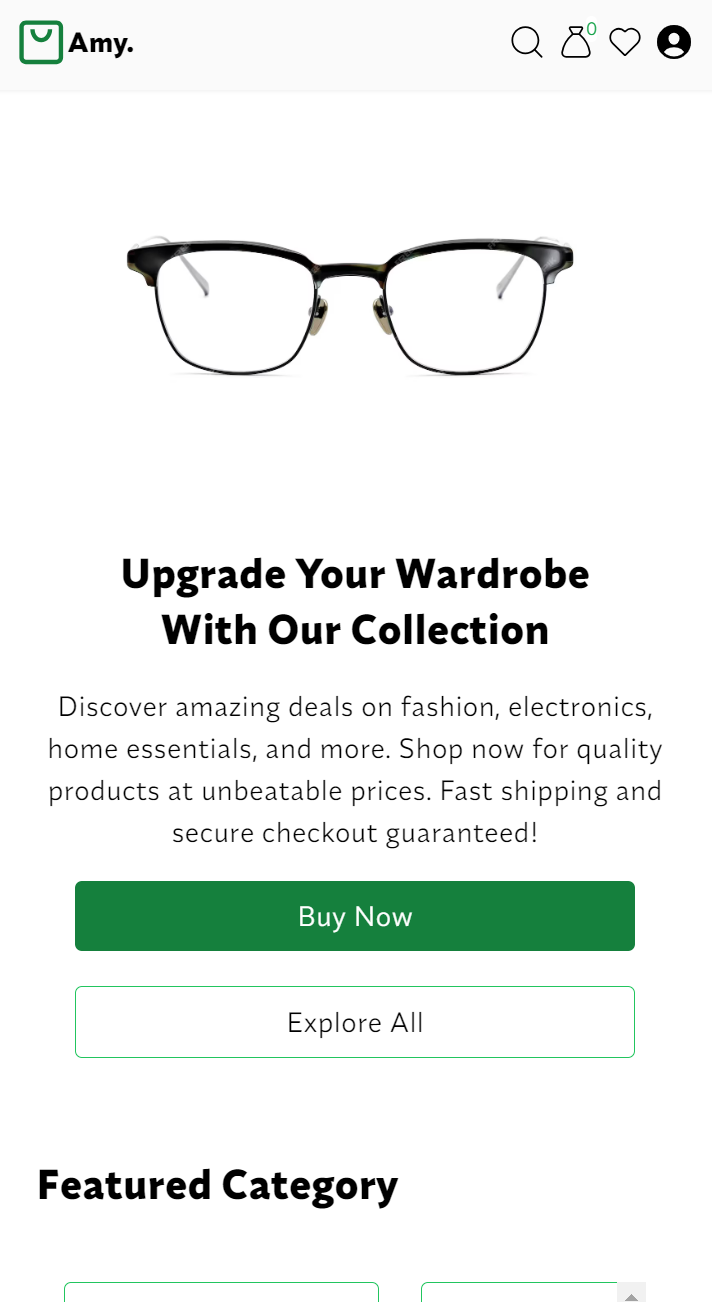 Amy.
0
Upgrade Your Wardrobe
With Our Collection
Discover amazing deals on fashion, electronics,
home essentials, and more. Shop now for quality
products at unbeatable prices. Fast shipping and
secure checkout guaranteed!
Buy Now
Explore All
Featured Category